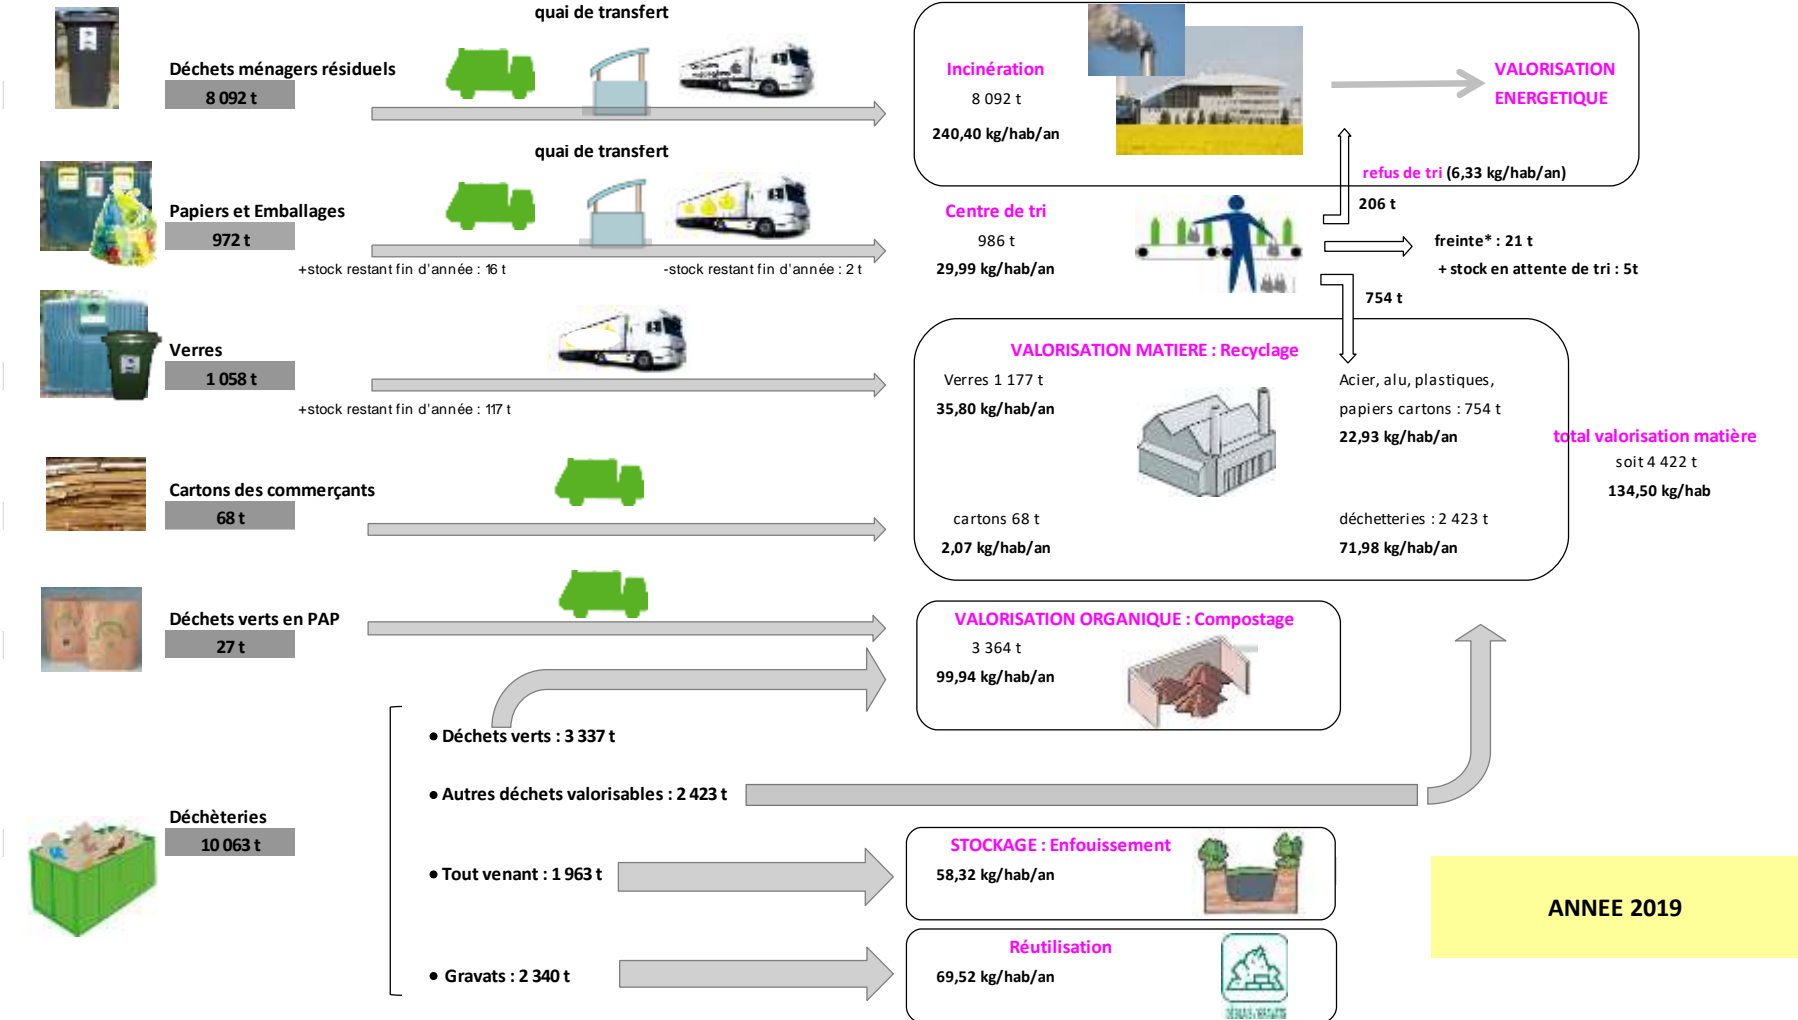 quai de transfert
Déchets ménagers résiduels
8 092 t
Incinération
8 092 t
240,40 kg/hab/an
VALORISATION
ENERGETIQUE
quai de transfert
refus de tri (6,33 kg/hab/an)
206 t
Papiers et Emballages
972 t
+stock restant fin d'année : 16 t
-stock restant fin d'année : 2 t
Centre de tri
986 t
29,99 kg/hab/an
freinte* : 21 t
+ stock en attente de tri : 5t
754 t
Verres
1 058 t
+stock restant fin d'année : 117 t
VALORISATION MATIERE : Recyclage
Verres 1 177 t
35,80 kg/hab/an
Acier, alu, plastiques,
papiers cartons : 754 t
22,93 kg/hab/an
total valorisation matière
soit 4 422 t
134,50 kg/hab
Cartons des commerçants
68 t
cartons 68 t
2,07 kg/hab/an
déchetteries : 2 423 t
71,98 kg/hab/an
Déchets verts en PAP
27 t
VALORISATION ORGANIQUE : Compostage
3 364 t
99,94 kg/hab/an
Déchèteries
10 063 t
● Déchets verts : 3 337 t
● Autres déchets valorisables : 2 423 t
● Tout venant : 1 963 t
● Gravats : 2 340 t
STOCKAGE : Enfouissement
58,32 kg/hab/an
Réutilisation
69,52 kg/hab/an
ANNEE 2019